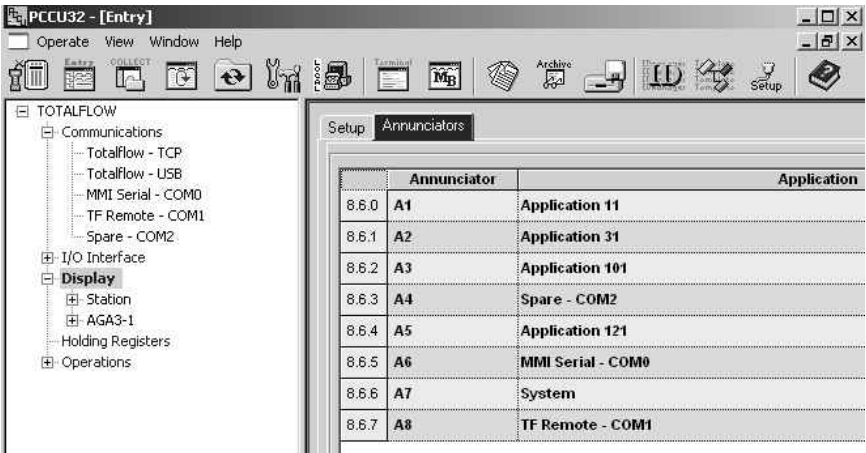 PCCU32 - [Entry]
Operate View Window Help
Entry
COLLECT
Terminal
MB
Archive
Setup
TOTALFLOW
Communications
Totalflow - TCP
Totalflow - USB
MMI Serial - COM0
TF Remote - COM1
Spare - COM2
I/O Interface
Display
Station
AGA3-1
Holding Registers
Operations
Setup Annunciators
Annunciator Application
8.6.0 A1 Application 11
8.6.1 A2 Application 31
8.6.2 A3 Application 101
8.6.3 A4 Spare - COM2
8.6.4 A5 Application 121
8.6.5 A6 MMI Serial - COM0
8.6.6 A7 System
8.6.7 A8 TF Remote - COM1